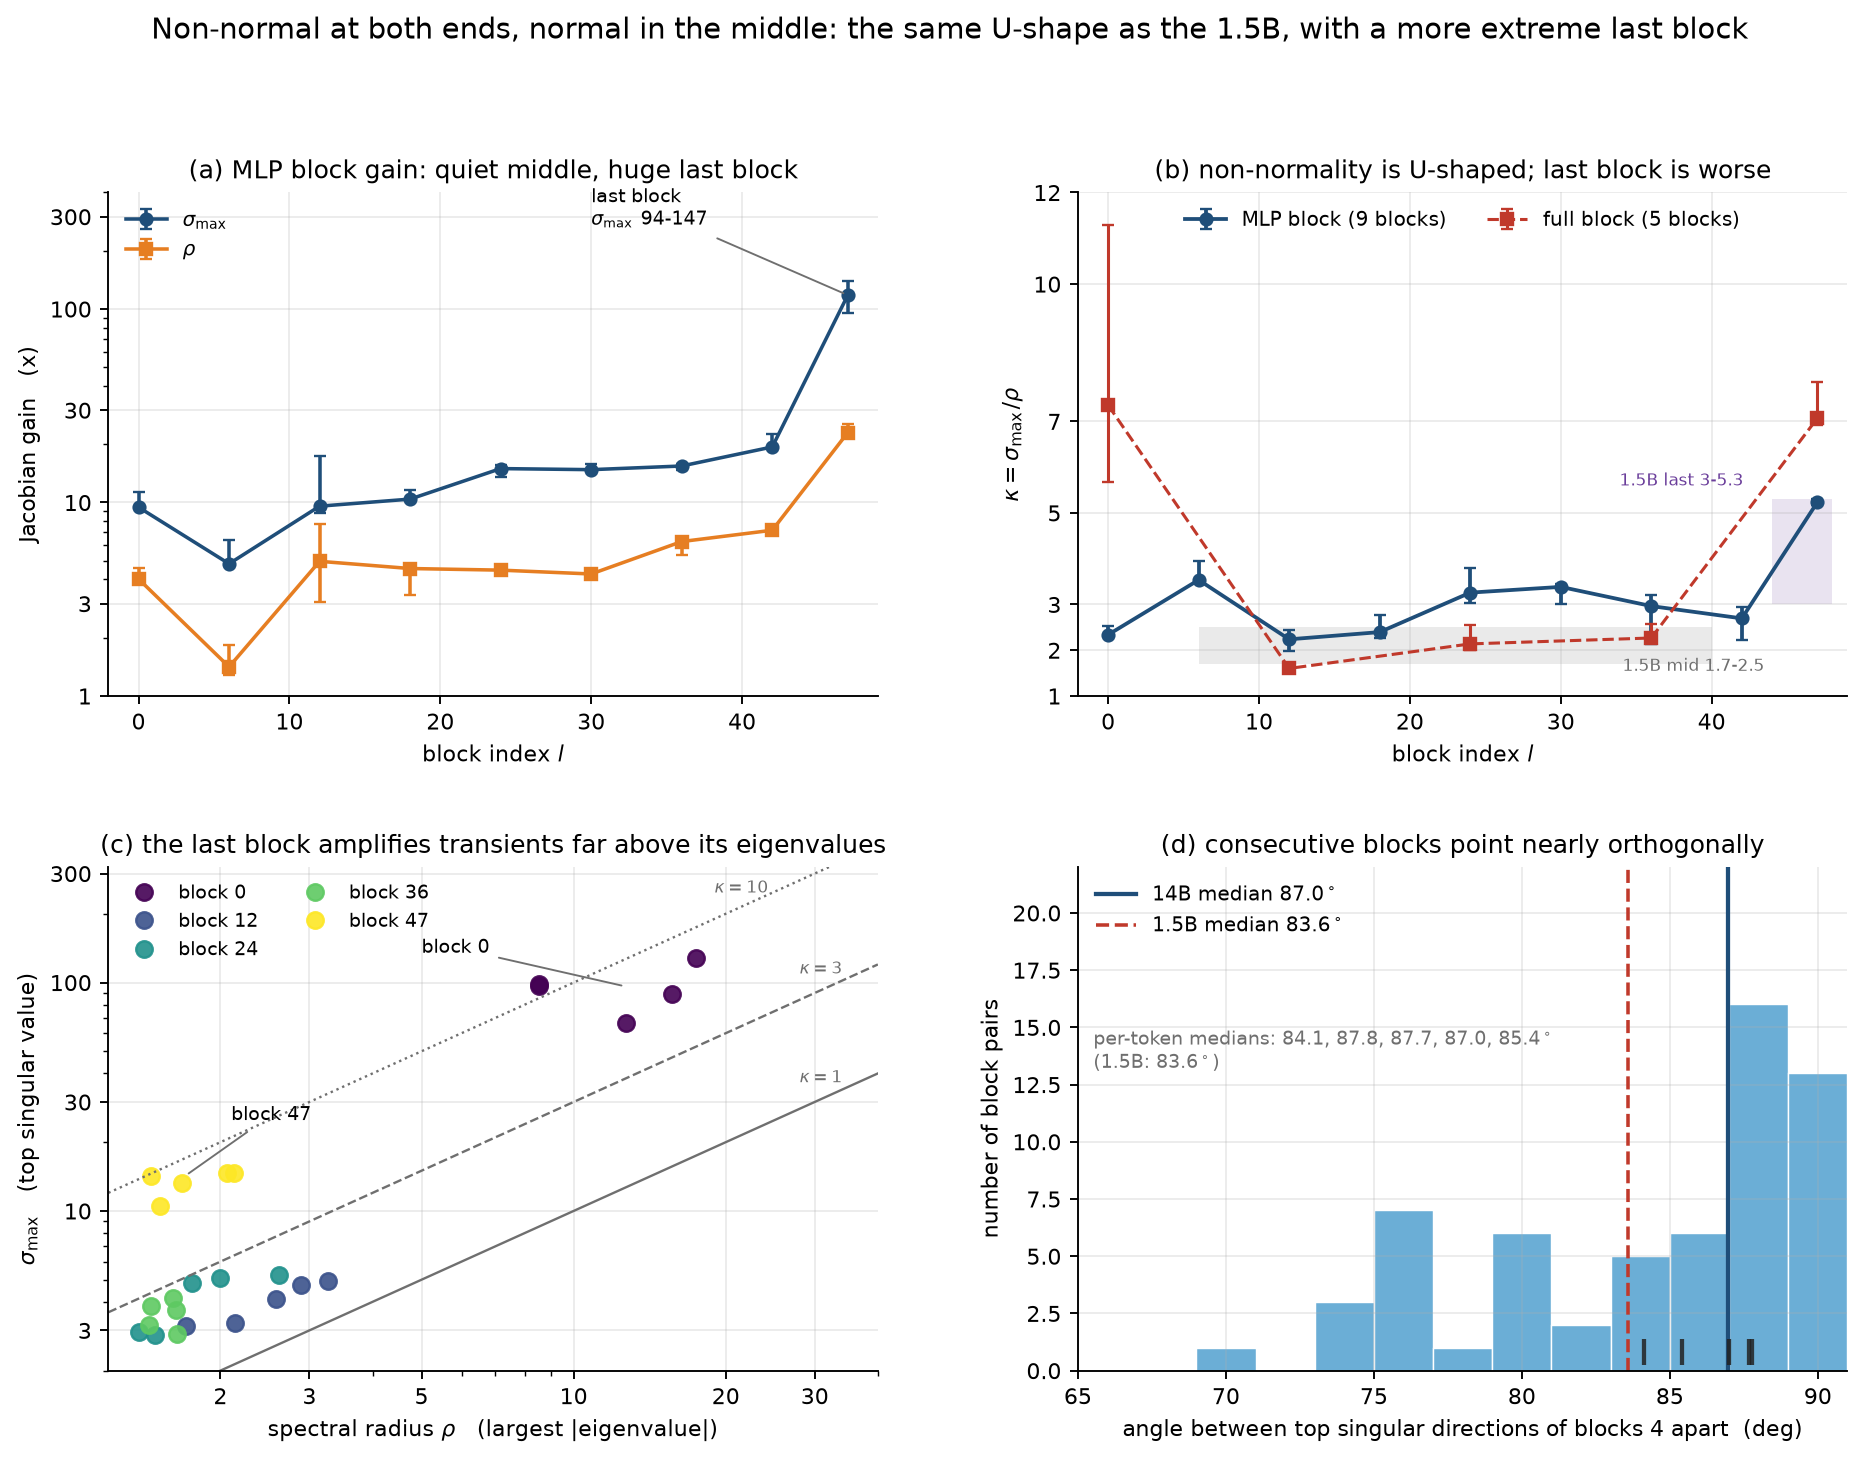 Non-normal at both ends, normal in the middle: the same U-shape as the 1.5B, with a more extreme last block
(a) MLP block gain: quiet middle, huge last block
σmax
ρ
last block
σmax 94-147
300
100
30
10
3
1
Jacobian gain (x)
0 10 20 30 40
block index l
(b) non-normality is U-shaped; last block is worse
MLP block (9 blocks)
full block (5 blocks)
12
10
7
5
3
2
1
κ = σmax/ρ
1.5B last 3-5.3
1.5B mid 1.7-2.5
0 10 20 30 40
block index l
(c) the last block amplifies transients far above its eigenvalues
block 0
block 12
block 24
block 36
block 47
block 0
block 47
κ = 10
κ = 3
κ = 1
300
100
30
10
3
σmax (top singular value)
2 3 5 10 20 30
spectral radius ρ (largest |eigenvalue|)
(d) consecutive blocks point nearly orthogonally
14B median 87.0°
1.5B median 83.6°
per-token medians: 84.1, 87.8, 87.7, 87.0, 85.4°
(1.5B: 83.6°)
20.0
17.5
15.0
12.5
10.0
7.5
5.0
2.5
0.0
number of block pairs
65 70 75 80 85 90
angle between top singular directions of blocks 4 apart (deg)